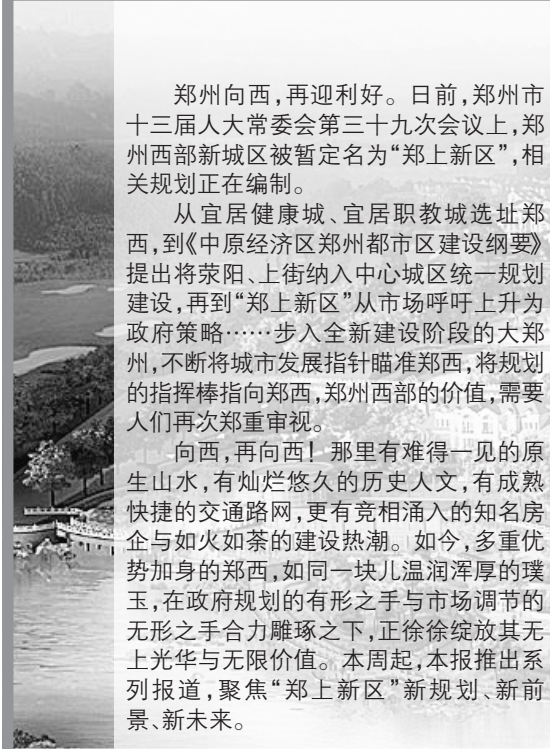 郑州向西,再迎利好。日前,郑州市
十三届人大常委会第三十九次会议上,郑
州西部新城区被暂定名为“郑上新区”,相
关规划正在编制。
从宜居健康城、宜居职教城选址郑
西,到《中原经济区郑州都市区建设纲要》
提出将荥阳、上街纳入中心城区统一规划
建设,再到“郑上新区”从市场呼吁上升为
政府策略……步入全新建设阶段的大郑
州,不断将城市发展指针瞄准郑西,将规划
的指挥棒指向郑西,郑州西部的价值,需要
人们再次郑重审视。
向西,再向西!那里有难得一见的原
生山水,有灿烂悠久的历史人文,有成熟
快捷的交通路网,更有竞相涌入的知名房
企与如火如荼的建设热潮。如今,多重优
势加身的郑西,如同一块儿温润浑厚的璞
玉,在政府规划的有形之手与市场调节的
无形之手合力雕琢之下,正徐徐绽放其无
上光华与无限价值。本周起,本报推出系
列报道,聚焦“郑上新区”新规划、新前
景、新未来。